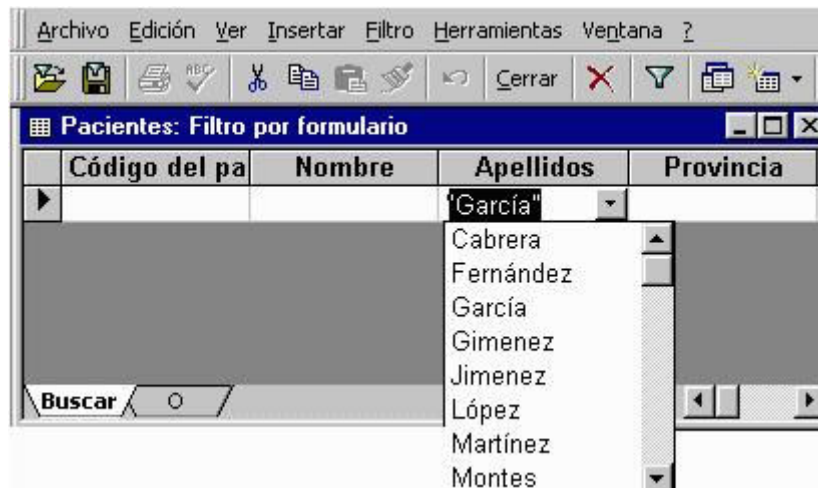 Archivo Edición Ver Insertar Filtro Herramientas Ventana ?
ABC Cerrar
Pacientes: Filtro por formulario
Código del pa Nombre Apellidos Provincia
"García"
Cabrera
Fernández
García
Gimenez
Jimenez
López
Martínez
Montes
Buscar O